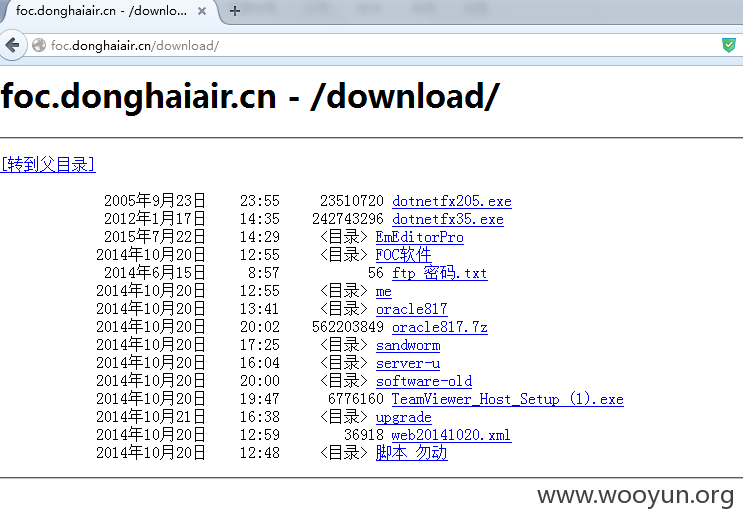 foc.donghaiair.cn - /downlo...
foc.donghaiair.cn/download/
foc.donghaiair.cn - /download/
[转到父目录]
2005年9月23日 23:55 23510720 dotnetfx205.exe
2012年1月17日 14:35 242743296 dotnetfx35.exe
2015年7月22日 14:29 <目录> EmEditorPro
2014年10月20日 12:55 <目录> FOC软件
2014年6月15日 8:57 56 ftp 密码.txt
2014年10月20日 12:55 <目录> me
2014年10月20日 13:41 <目录> oracle817
2014年10月20日 20:02 562203849 oracle817.7z
2014年10月20日 17:25 <目录> sandworm
2014年10月20日 16:04 <目录> server-u
2014年10月20日 20:00 <目录> software-old
2014年10月20日 19:47 6776160 TeamViewer_Host_Setup (1).exe
2014年10月21日 16:38 <目录> upgrade
2014年10月20日 12:59 36918 web20141020.xml
2014年10月20日 12:48 <目录> 脚本 勿动
www.wooyun.org